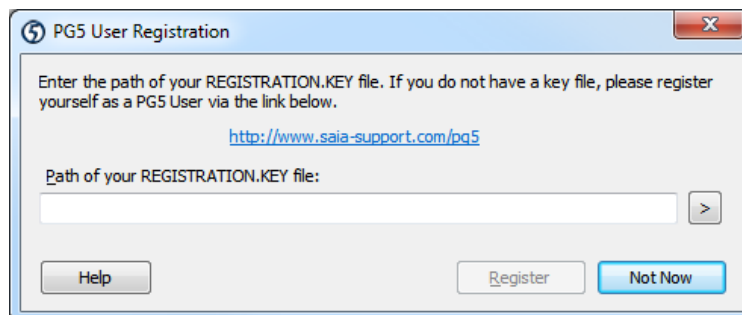 PG5 User Registration
Enter the path of your REGISTRATION.KEY file. If you do not have a key file, please register
yourself as a PG5 User via the link below.
http://www.saia-support.com/pg5
Path of your REGISTRATION.KEY file:
>
Help
Register
Not Now